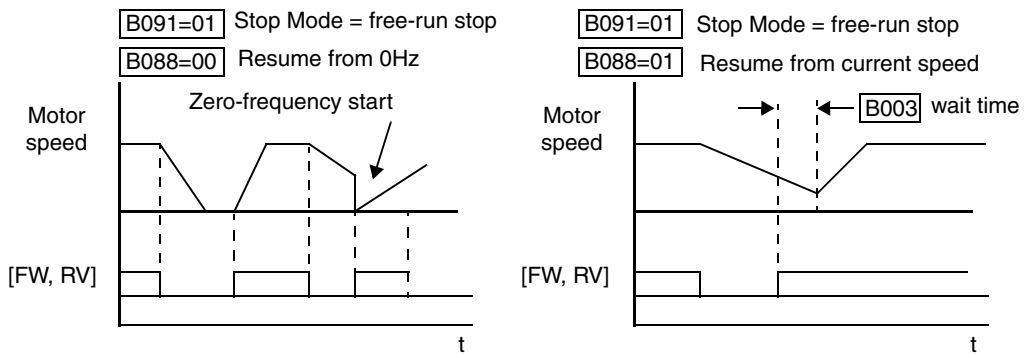 B091=01 Stop Mode = free-run stop
B088=00 Resume from 0Hz
Zero-frequency start
Motor
speed
[FW, RV]
t
B091=01 Stop Mode = free-run stop
B088=01 Resume from current speed
B003 wait time
Motor
speed
[FW, RV]
t